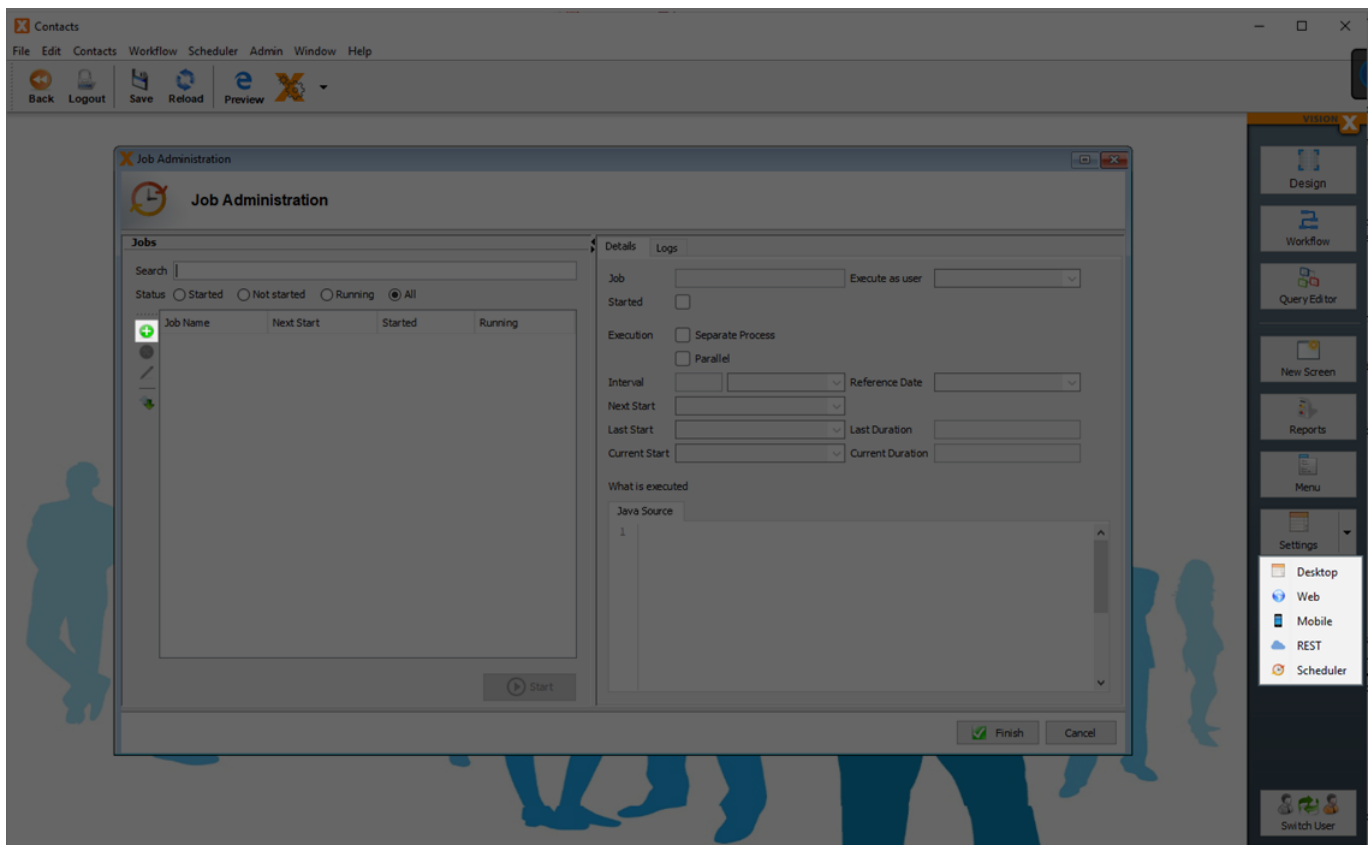 Contacts
File Edit Contacts Workflow Scheduler Admin Window Help
Back Logout Save Reload Preview
VISION X
Job Administration
Job Administration
Jobs
Search
Status Started Not started Running All
Job Name Next Start Started Running
Start
Details Logs
Job Execute as user
Started
Execution Separate Process
Parallel
Interval Reference Date
Next Start
Last Start Last Duration
Current Start Current Duration
What is executed
Java Source
1
Finish Cancel
Design
Workflow
Query Editor
New Screen
Reports
Menu
Settings
Desktop
Web
Mobile
REST
Scheduler
Switch User